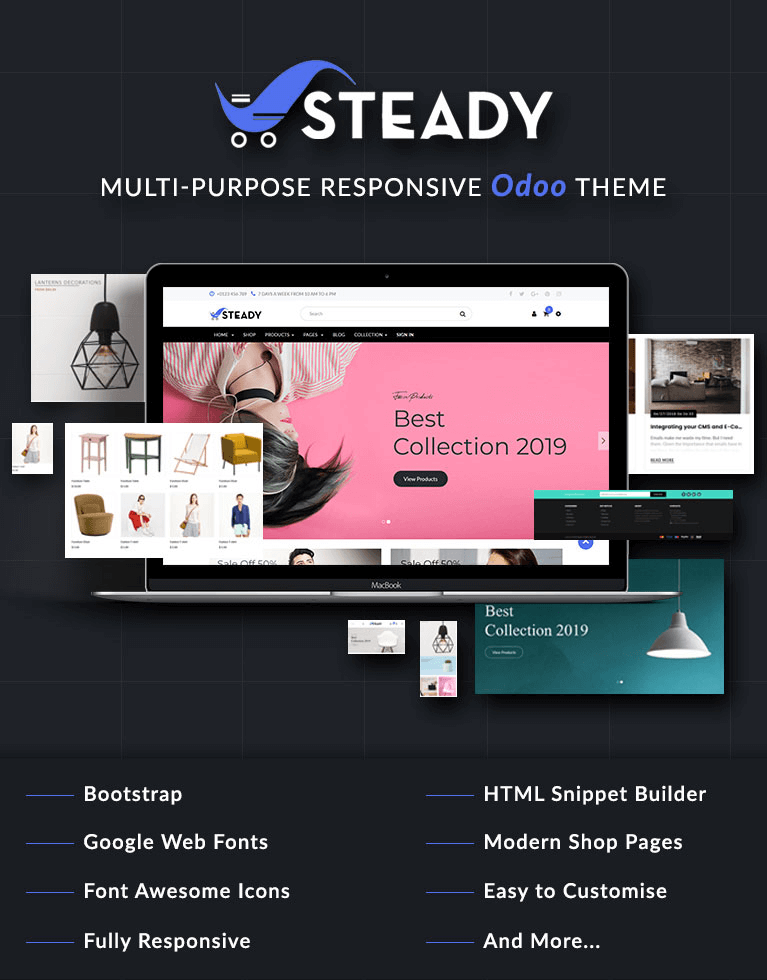 STEADY
MULTI-PURPOSE RESPONSIVE Odoo THEME
LANTERNS DECORATIONS
+0123 456 789
7 DAYS A WEEK FROM 10 AM TO 6 PM
STEADY
Search
HOME SHOP PRODUCTS PAGES BLOG COLLECTION SIGN IN
Best
Collection 2019
View Products
Sale Off 50%
Sale Off 50%
Integrating your CMS and E-Co...
READ MORE
MacBook
Best
Collection 2019
View Products
Bootstrap
Google Web Fonts
Font Awesome Icons
Fully Responsive
HTML Snippet Builder
Modern Shop Pages
Easy to Customise
And More...